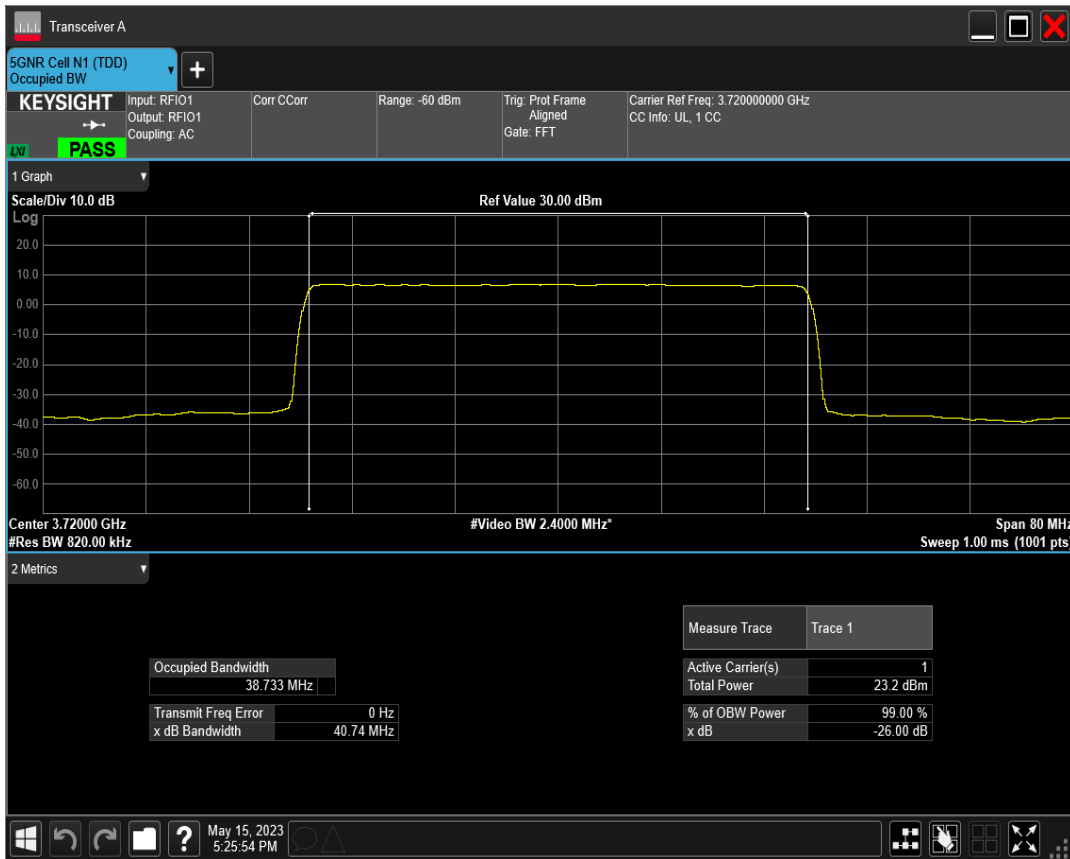 Transceiver A
5GNR Cell N1 (TDD)
Occupied BW
KEYSIGHT
LXI
PASS
Input: RFIO1
Output: RFIO1
Coupling: AC
Corr CCorr
Range: -60 dBm
Trig: Prot Frame
Aligned
Gate: FFT
Carrier Ref Freq: 3.720000000 GHz
CC Info: UL, 1 CC
1 Graph
Scale/Div 10.0 dB
Ref Value 30.00 dBm
Log
20.0
10.0
0.00
-10.0
-20.0
-30.0
-40.0
-50.0
-60.0
Center 3.72000 GHz
#Video BW 2.4000 MHz*
Span 80 MHz
#Res BW 820.00 kHz
Sweep 1.00 ms (1001 pts)
2 Metrics
Measure Trace Trace 1
Occupied Bandwidth
38.733 MHz
Transmit Freq Error 0 Hz
x dB Bandwidth 40.74 MHz
Active Carrier(s) 1
Total Power 23.2 dBm
% of OBW Power 99.00 %
x dB -26.00 dB
?
May 15, 2023
5:25:54 PM